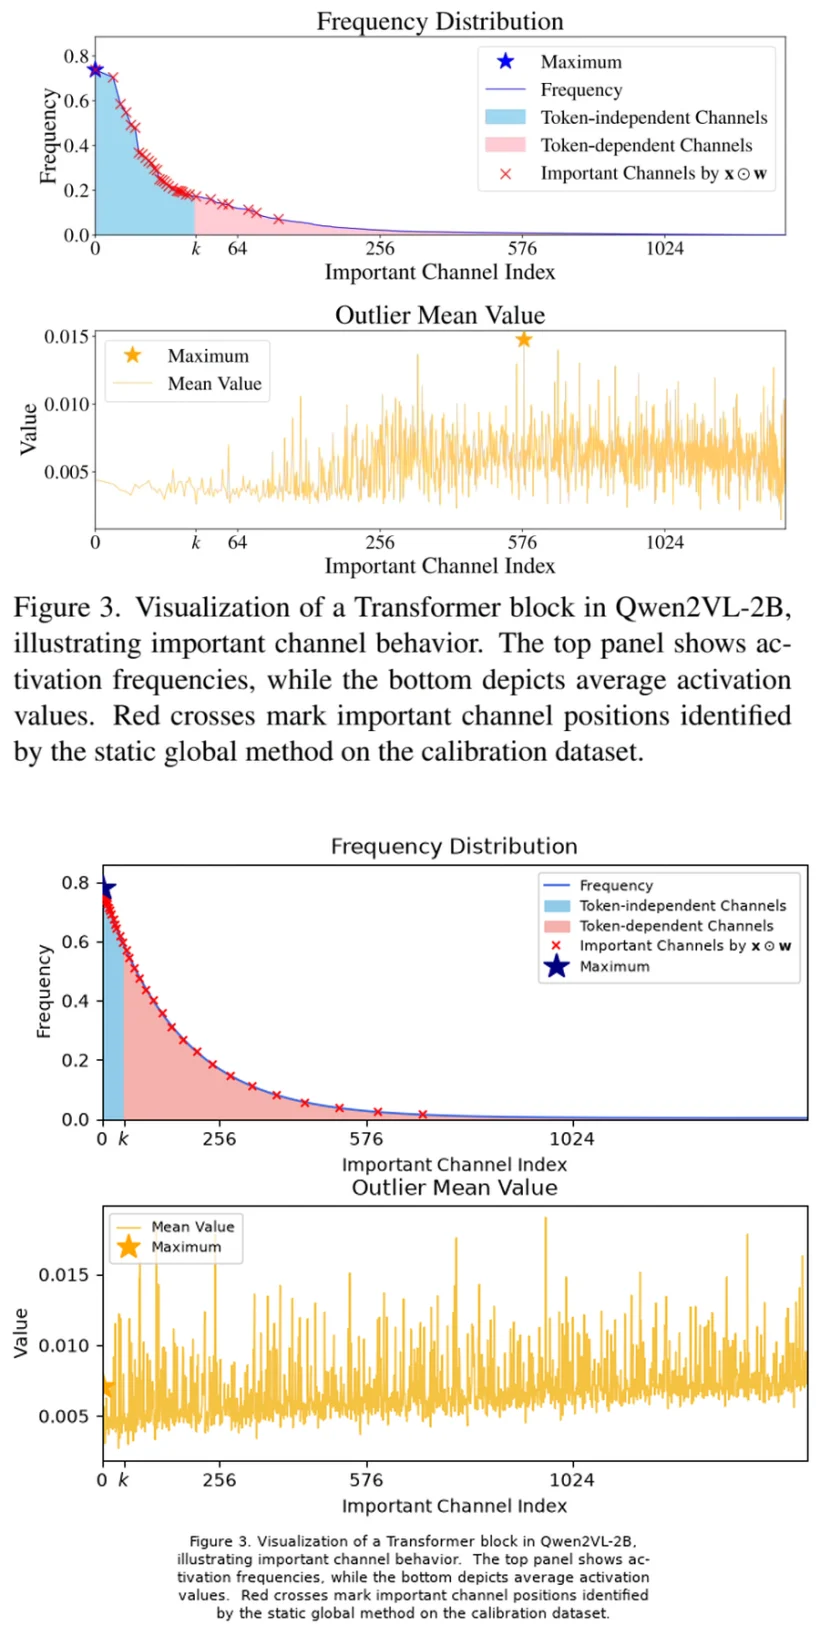 Frequency Distribution
0.8
0.6
0.4
0.2
0.0
Frequency
Maximum
Frequency
Token-independent Channels
Token-dependent Channels
Important Channels by x ⊙ w
0 k 64 256 576 1024
Important Channel Index
Outlier Mean Value
0.015
0.010
0.005
Value
Maximum
Mean Value
0 k 64 256 576 1024
Important Channel Index
Figure 3. Visualization of a Transformer block in Qwen2VL-2B,
illustrating important channel behavior. The top panel shows ac-
tivation frequencies, while the bottom depicts average activation
values. Red crosses mark important channel positions identified
by the static global method on the calibration dataset.
Frequency Distribution
0.8
0.6
0.4
0.2
0.0
Frequency
Frequency
Token-independent Channels
Token-dependent Channels
Important Channels by x ⊙ w
Maximum
0 k 256 576 1024
Important Channel Index
Outlier Mean Value
0.015
0.010
0.005
Value
Mean Value
Maximum
0 k 256 576 1024
Important Channel Index
Figure 3. Visualization of a Transformer block in Qwen2VL-2B,
illustrating important channel behavior. The top panel shows ac-
tivation frequencies, while the bottom depicts average activation
values. Red crosses mark important channel positions identified
by the static global method on the calibration dataset.